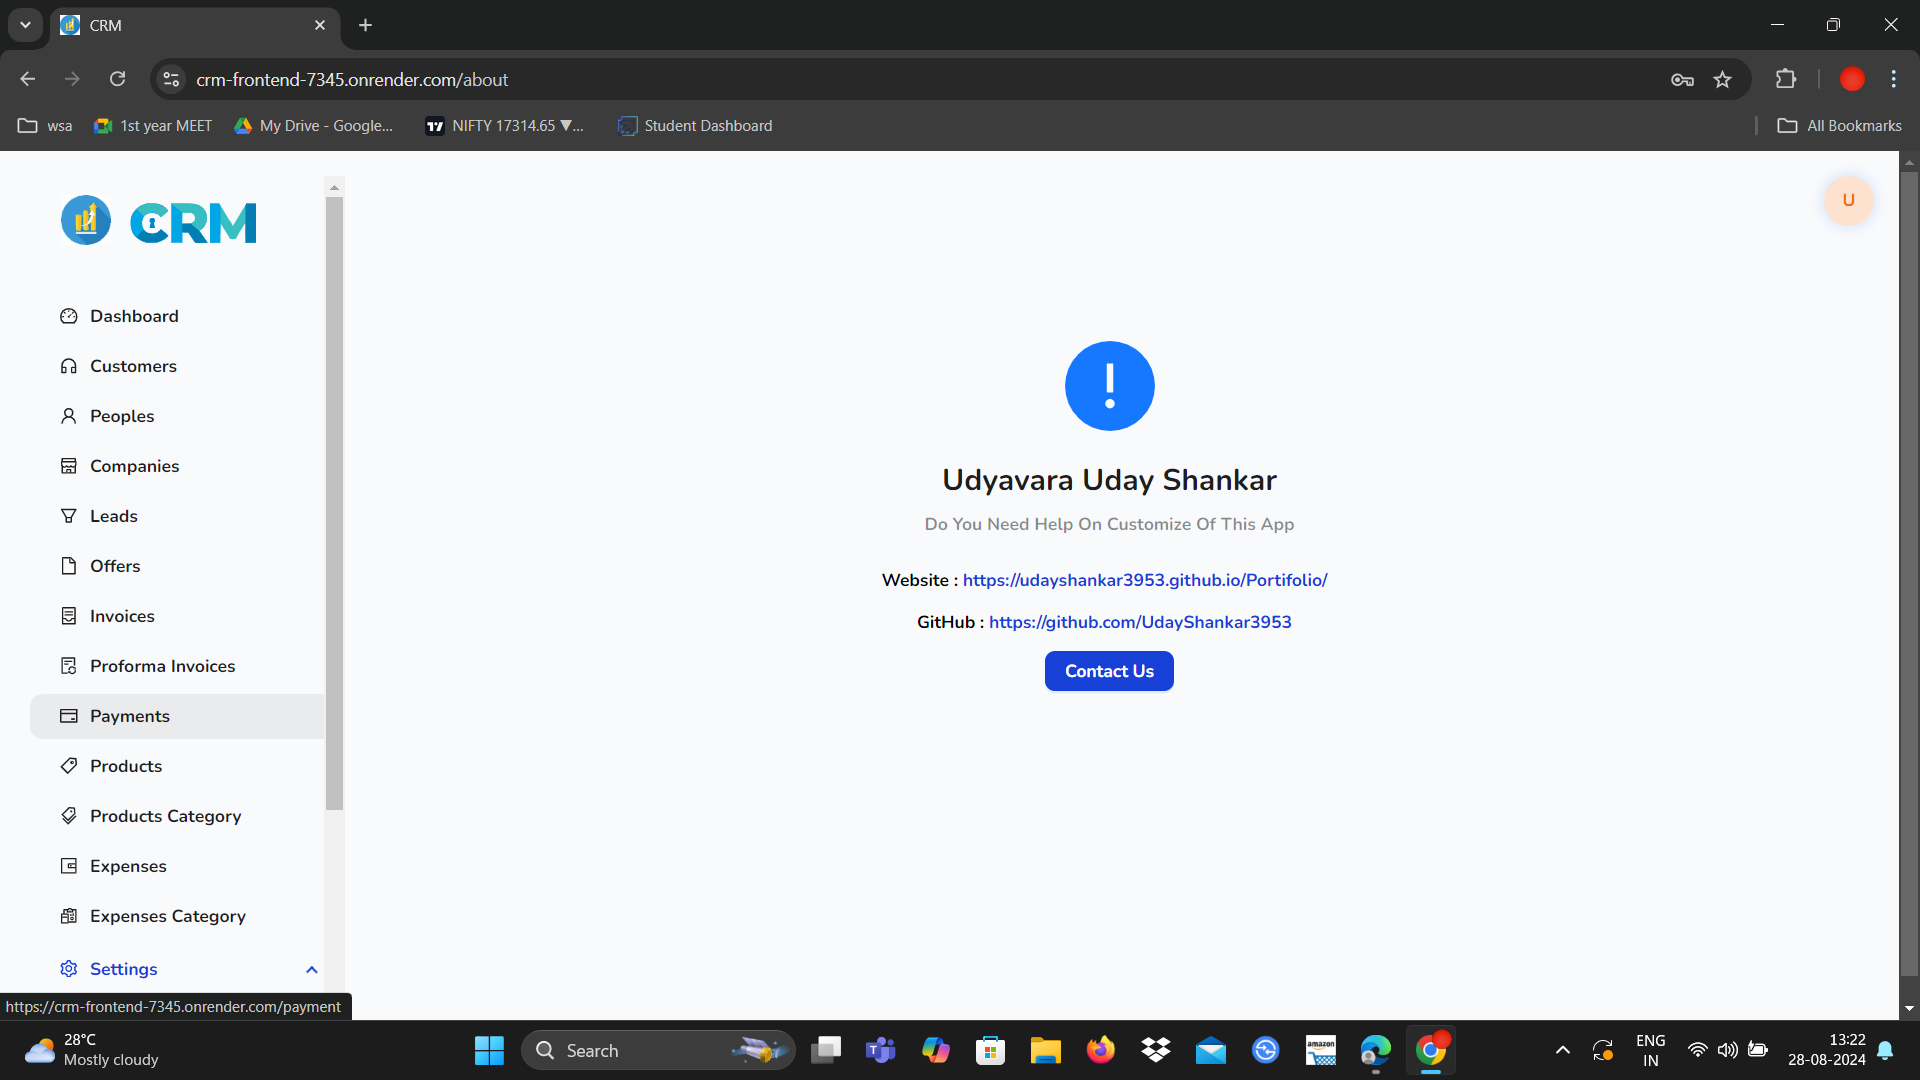 CRM
crm-frontend-7345.onrender.com/about
wsa
1st year MEET
My Drive - Google...
NIFTY 17314.65 ▼...
Student Dashboard
All Bookmarks
CRM
U
Dashboard
Customers
Peoples
Companies
Leads
Offers
Invoices
Proforma Invoices
Payments
Products
Products Category
Expenses
Expenses Category
Settings
Udyavara Uday Shankar
Do You Need Help On Customize Of This App
Website : https://udayshankar3953.github.io/Portifolio/
GitHub : https://github.com/UdayShankar3953
Contact Us
https://crm-frontend-7345.onrender.com/payment
28°C
Mostly cloudy
Search
amazon
ENG
IN
13:22
28-08-2024